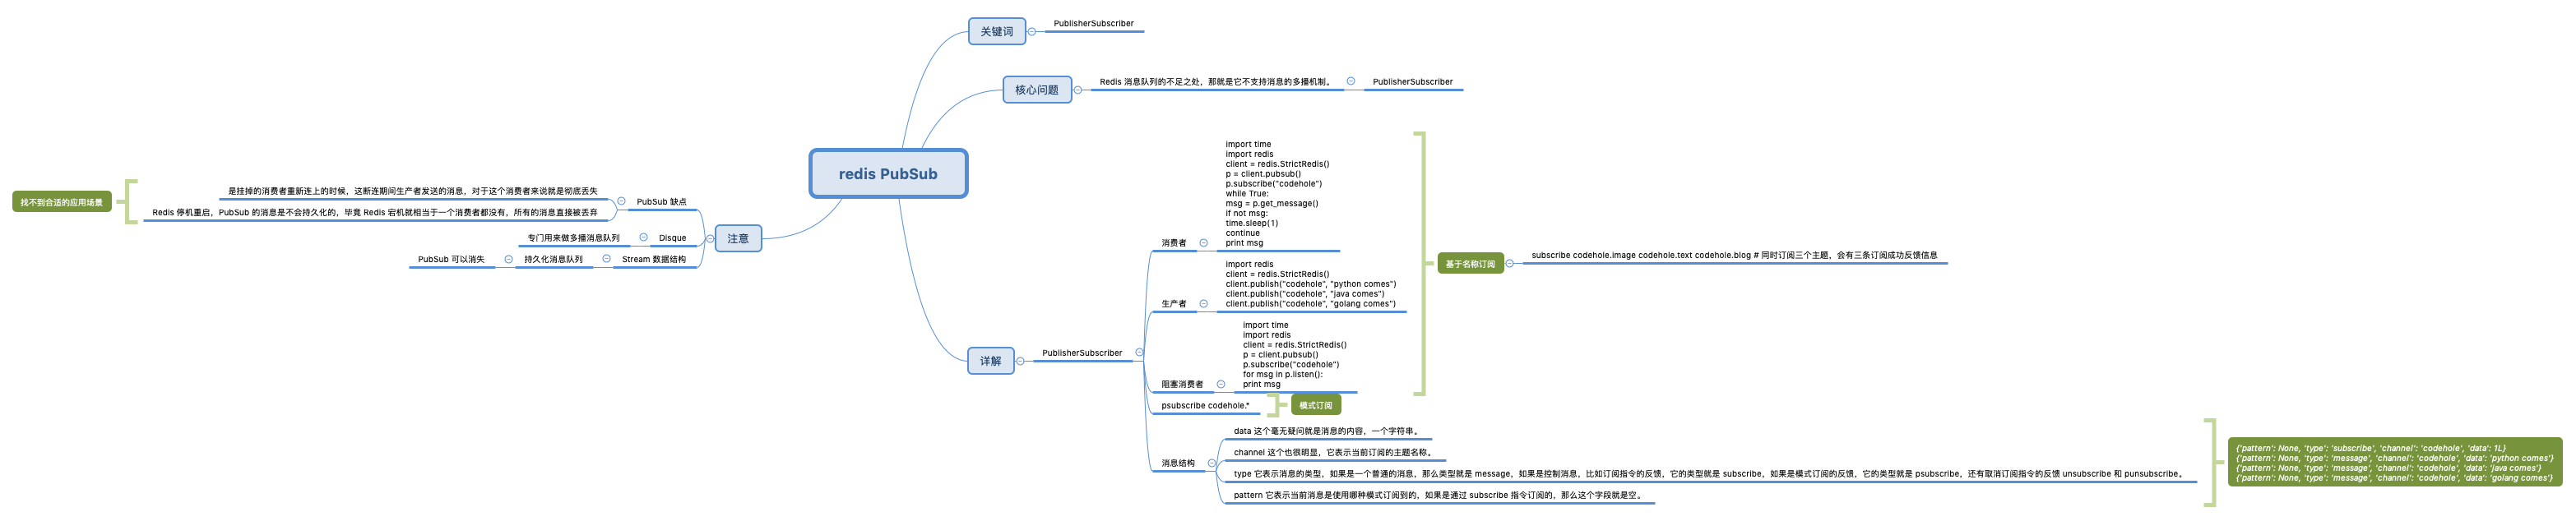 redis PubSub
关键词
PublisherSubscriber
核心问题
Redis 消息队列的不足之处，那就是它不支持消息的多播机制。
PublisherSubscriber
详解
PublisherSubscriber
消费者
import time
import redis
client = redis.StrictRedis()
p = client.pubsub()
p.subscribe("codehole")
while True:
msg = p.get_message()
if not msg:
time.sleep(1)
continue
print msg
生产者
import redis
client = redis.StrictRedis()
client.publish("codehole", "python comes")
client.publish("codehole", "java comes")
client.publish("codehole", "golang comes")
阻塞消费者
import time
import redis
client = redis.StrictRedis()
p = client.pubsub()
p.subscribe("codehole")
for msg in p.listen():
print msg
基于名称订阅
subscribe codehole.image codehole.text codehole.blog # 同时订阅三个主题，会有三条订阅成功反馈信息
psubscribe codehole.*
模式订阅
消息结构
data 这个毫无疑问就是消息的内容，一个字符串。
channel 这个也很明显，它表示当前订阅的主题名称。
type 它表示消息的类型，如果是一个普通的消息，那么类型就是 message，如果是控制消息，比如订阅指令的反馈，它的类型就是 subscribe，如果是模式订阅的反馈，它的类型就是 psubscribe，还有取消订阅指令的反馈 unsubscribe 和 punsubscribe。
pattern 它表示当前消息是使用哪种模式订阅到的，如果是通过 subscribe 指令订阅的，那么这个字段就是空。
{'pattern': None, 'type': 'subscribe', 'channel': 'codehole', 'data': 1L}
{'pattern': None, 'type': 'message', 'channel': 'codehole', 'data': 'python comes'}
{'pattern': None, 'type': 'message', 'channel': 'codehole', 'data': 'java comes'}
{'pattern': None, 'type': 'message', 'channel': 'codehole', 'data': 'golang comes'}
注意
PubSub 缺点
是挂掉的消费者重新连上的时候，这断连期间生产者发送的消息，对于这个消费者来说就是彻底丢失
Redis 停机重启，PubSub 的消息是不会持久化的，毕竟 Redis 宕机就相当于一个消费者都没有，所有的消息直接被丢弃
找不到合适的应用场景
Disque
专门用来做多播消息队列
Stream 数据结构
持久化消息队列
PubSub 可以消失